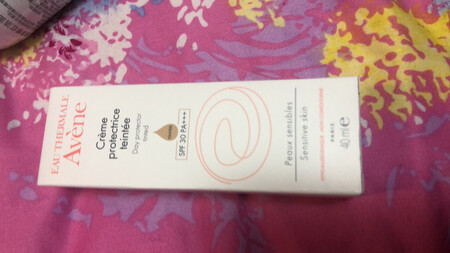 EAU THERMALE
Avène
Crème
protectrice
teintée
Day protector
tinted
SPF 30 PA+++
Peaux sensibles
Sensitive skin
PARIS
40 ml e